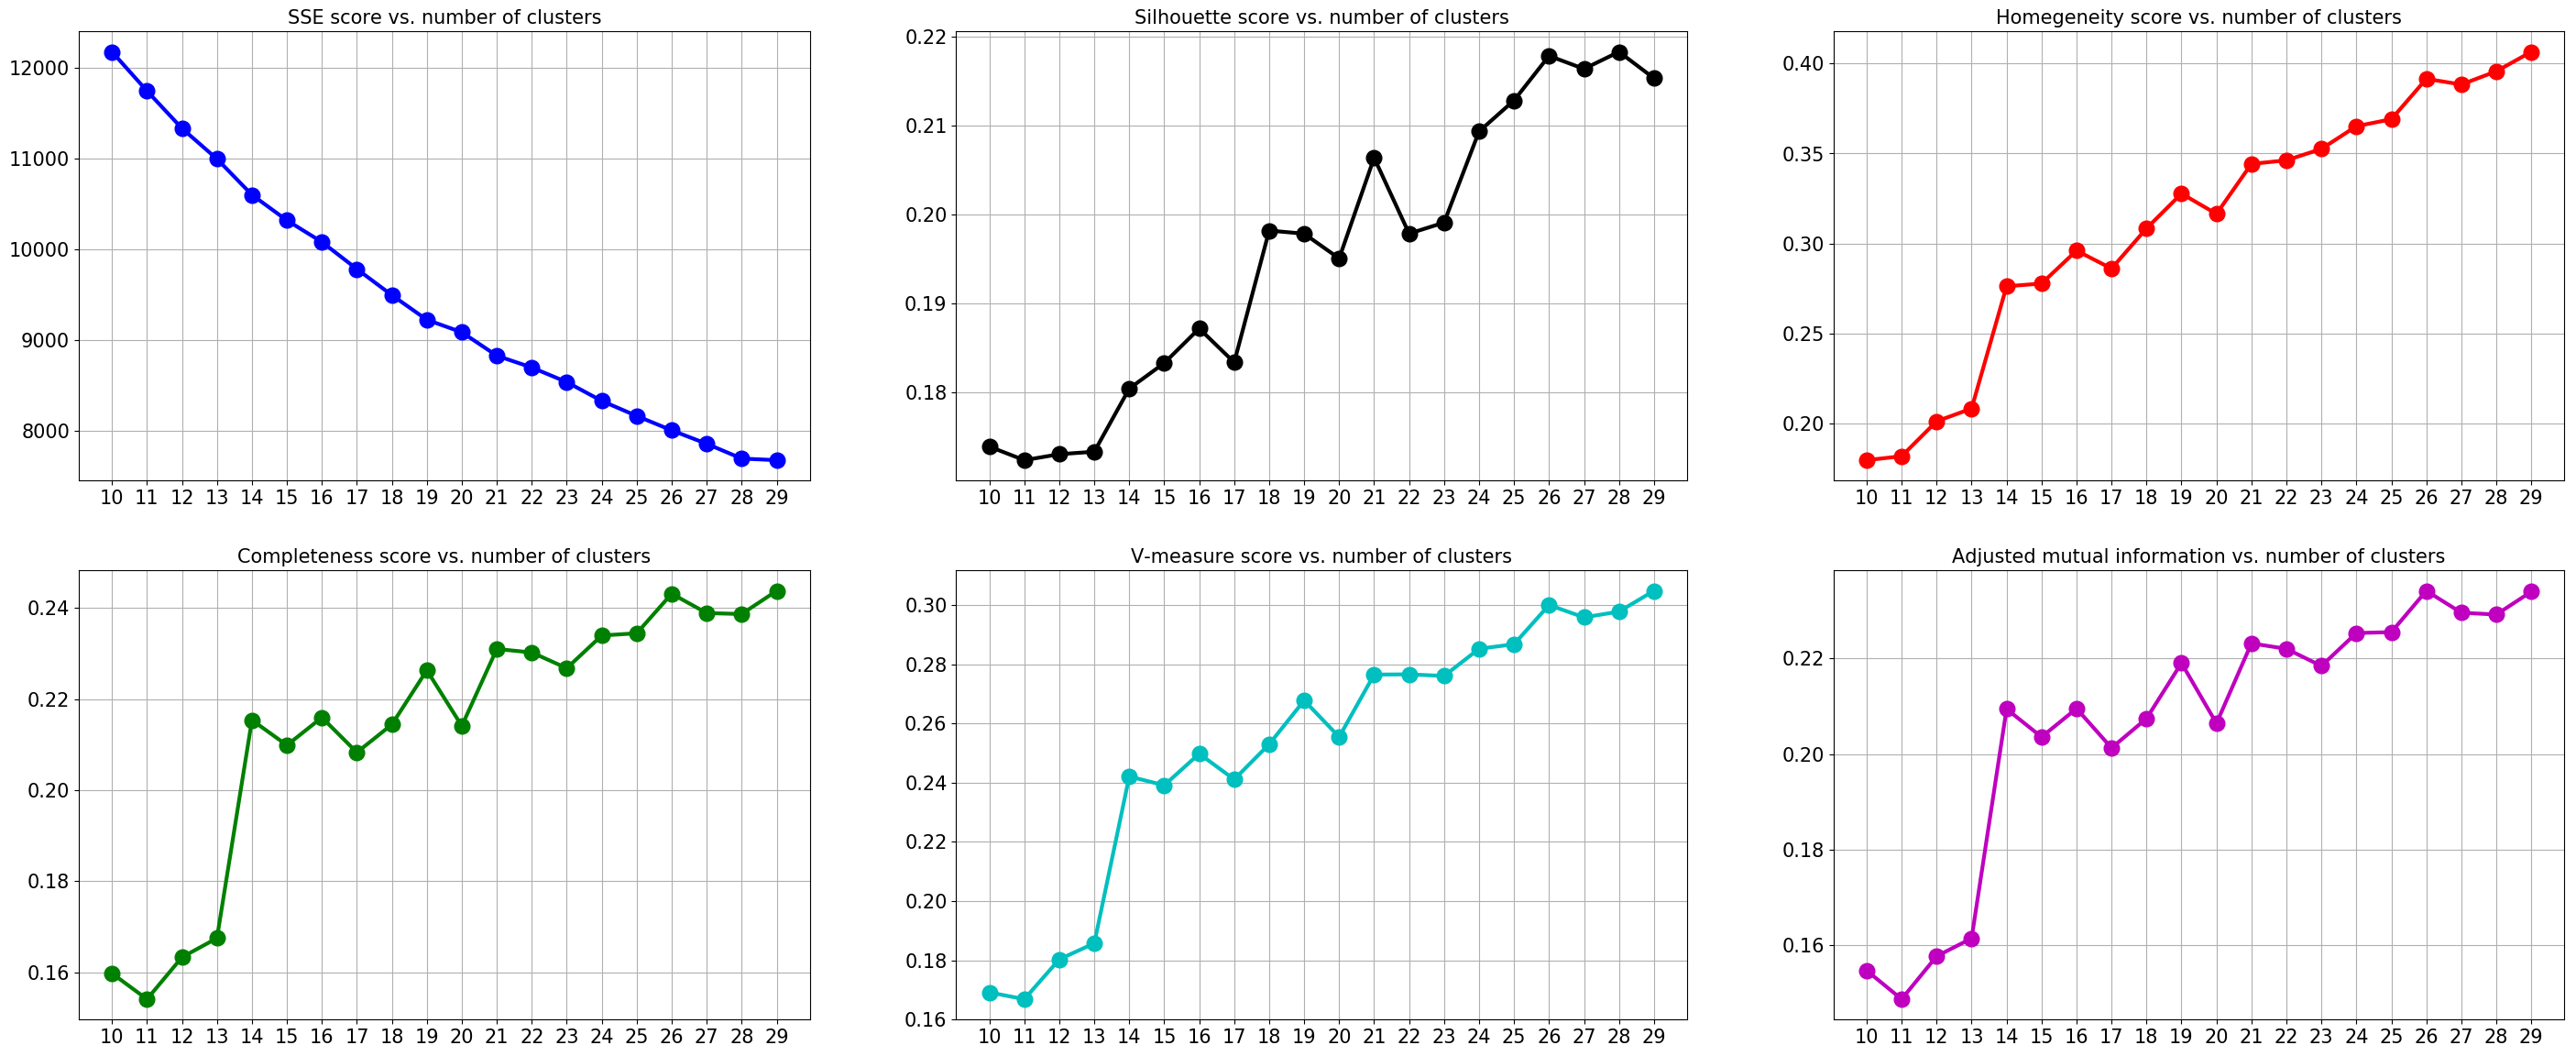 SSE score vs. number of clusters
12000
11000
10000
9000
8000
10 11 12 13 14 15 16 17 18 19 20 21 22 23 24 25 26 27 28 29
Silhouette score vs. number of clusters
0.22
0.21
0.20
0.19
0.18
10 11 12 13 14 15 16 17 18 19 20 21 22 23 24 25 26 27 28 29
Homegeneity score vs. number of clusters
0.40
0.35
0.30
0.25
0.20
10 11 12 13 14 15 16 17 18 19 20 21 22 23 24 25 26 27 28 29
Completeness score vs. number of clusters
0.24
0.22
0.20
0.18
0.16
10 11 12 13 14 15 16 17 18 19 20 21 22 23 24 25 26 27 28 29
V-measure score vs. number of clusters
0.30
0.28
0.26
0.24
0.22
0.20
0.18
0.16
10 11 12 13 14 15 16 17 18 19 20 21 22 23 24 25 26 27 28 29
Adjusted mutual information vs. number of clusters
0.22
0.20
0.18
0.16
10 11 12 13 14 15 16 17 18 19 20 21 22 23 24 25 26 27 28 29